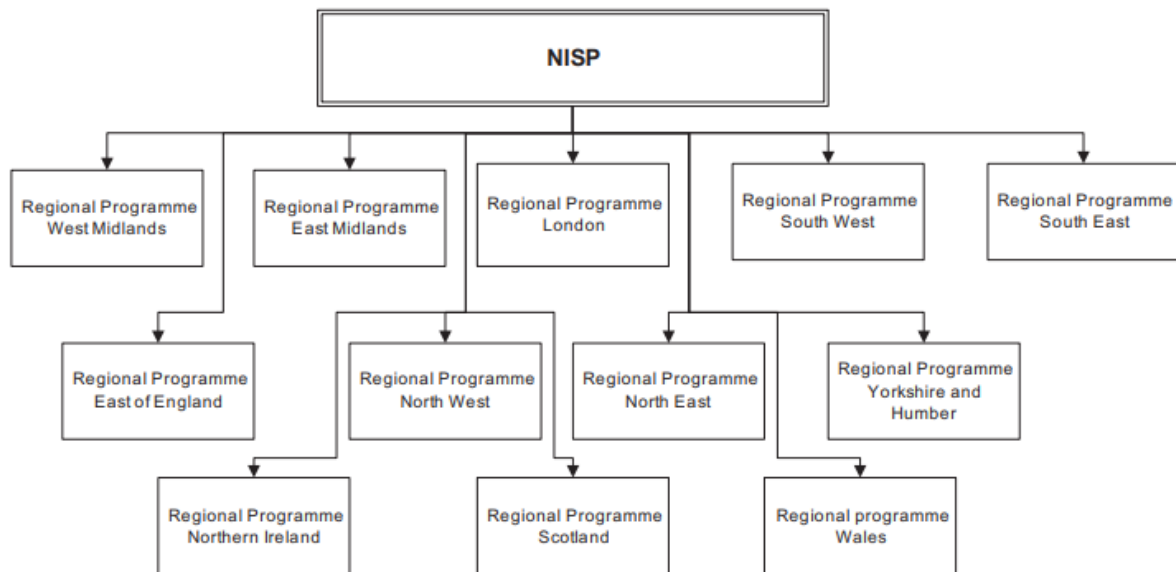 NISP
Regional Programme
West Midlands
Regional Programme
East Midlands
Regional Programme
London
Regional Programme
South West
Regional Programme
South East
Regional Programme
East of England
Regional Programme
North West
Regional Programme
North East
Regional Programme
Yorkshire and
Humber
Regional Programme
Northern Ireland
Regional Programme
Scotland
Regional programme
Wales